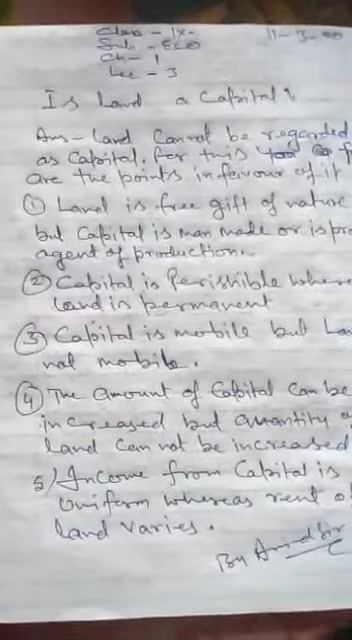 Class - IX
Sub - ECO
Ch - 1
Lec - 3
11-3-
Is Land a Capital?
Ans - Land Cannot be regarded
as Capital. For this
are the points in favour of it
① Land is free gift of nature
but Capital is man made or is pro
agent of production.
② Capital is Perishible where
land is permanent
③ Capital is mobile but La
not mobile.
④ The amount of Capital can be
increased but quantity o
land can not be increased
5) Income from Capital is
Uniform whereas rent o
land varies.
By Arvind Sir